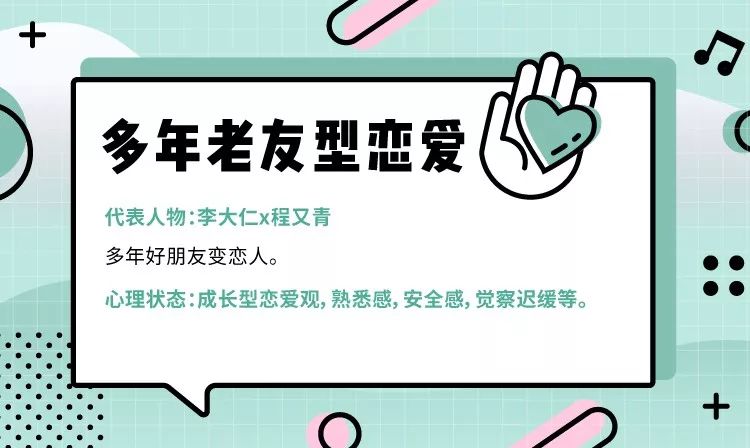 多年老友型恋爱
代表人物：李大仁x程又青
多年好朋友变恋人。
心理状态：成长型恋爱观，熟悉感，安全感，觉察迟缓等。